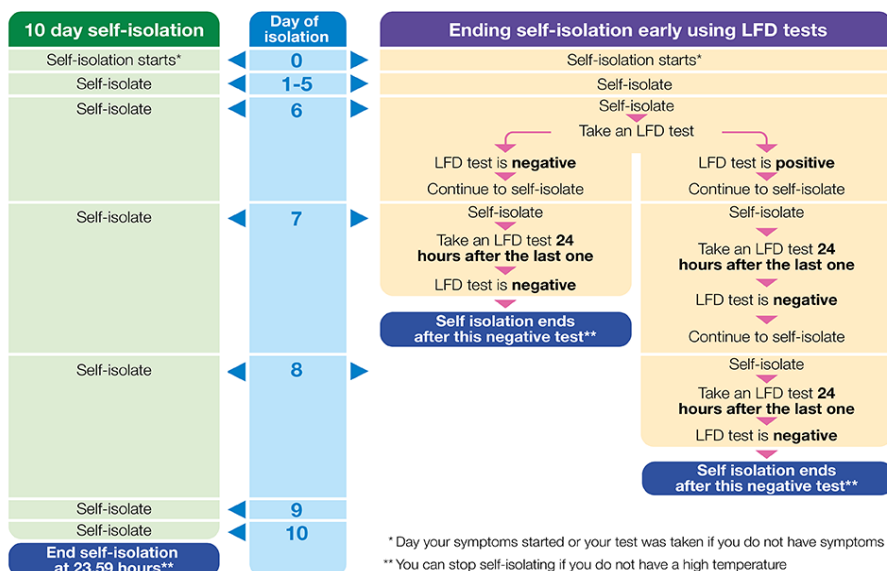 10 day self-isolation
Day of
isolation
Ending self-isolation early using LFD tests
Self-isolation starts*
0
Self-isolation starts*
Self-isolate
1-5
Self-isolate
Self-isolate
6
Self-isolate
Take an LFD test
LFD test is negative
LFD test is positive
Continue to self-isolate
Continue to self-isolate
Self-isolate
7
Self-isolate
Take an LFD test 24
hours after the last one
LFD test is negative
Self isolation ends
after this negative test**
Self-isolate
Take an LFD test 24
hours after the last one
LFD test is negative
Continue to self-isolate
Self-isolate
8
Self-isolate
Take an LFD test 24
hours after the last one
LFD test is negative
Self isolation ends
after this negative test**
Self-isolate
9
Self-isolate
10
End self-isolation
at 23.59 hours**
* Day your symptoms started or your test was taken if you do not have symptoms
** You can stop self-isolating if you do not have a high temperature